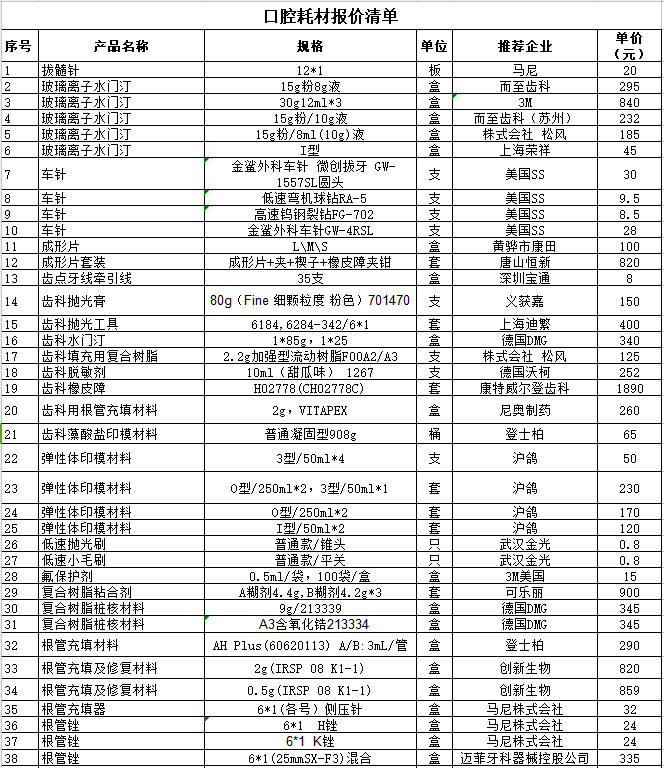 口腔耗材报价清单
序号 产品名称 规格 单位 推荐企业 单价（元）
1 拔髓针 12*1 板 马尼 20
2 玻璃离子水门汀 15g粉8g液 盒 而至齿科 295
3 玻璃离子水门汀 30g12ml*3 盒 3M 840
4 玻璃离子水门汀 15g粉/10g液 盒 而至齿科（苏州） 232
5 玻璃离子水门汀 15g粉/8ml(10g)液 盒 株式会社 松风 185
6 玻璃离子水门汀 I型 盒 上海荣祥 45
7 车针 金鲨外科车针 微创拔牙 GW-1557SL圆头 支 美国SS 30
8 车针 低速弯机球钻RA-5 支 美国SS 9.5
9 车针 高速钨钢裂钻FG-702 支 美国SS 8.5
10 车针 金鲨外科车针GW-4RSL 支 美国SS 28
11 成形片 L\M\S 盒 黄骅市康田 100
12 成形片套装 成形片+夹+楔子+橡皮障夹钳 套 唐山恒新 820
13 齿点牙线牵引线 35支 盒 深圳宝通 8
14 齿科抛光膏 80g（Fine 细颗粒度 粉色）701470 支 义获嘉 150
15 齿科抛光工具 6184,6284-342/6*1 套 上海迪繁 400
16 齿科水门汀 1*85g, 1*25 盒 德国DMG 340
17 齿科填充用复合树脂 2.2g加强型流动树脂F00A2/A3 支 株式会社 松风 125
18 齿科脱敏剂 10ml（甜瓜味） 1267 支 德国沃柯 252
19 齿科橡皮障 H02778(CH02778C) 套 康特威尔登齿科 1890
20 齿科用根管充填材料 2g，VITAPEX 盒 尼奥制药 260
21 齿科藻酸盐印模材料 普通凝固型908g 桶 登士柏 65
22 弹性体印模材料 3型/50ml*4 支 沪鸽 50
23 弹性体印模材料 O型/250ml*2，3型/50ml*1 套 沪鸽 230
24 弹性体印模材料 O型/250ml*2 套 沪鸽 170
25 弹性体印模材料 I型/50ml*2 套 沪鸽 120
26 低速抛光刷 普通款/锥头 只 武汉金光 0.8
27 低速小毛刷 普通款/平关 只 武汉金光 0.8
28 氟保护剂 0.5ml/袋, 100袋/盒 盒 3M美国 15
29 复合树脂粘合剂 A糊剂4.4g,B糊剂4.2g*3 套 可乐丽 900
30 复合树脂桩核材料 9g/213339 盒 德国DMG 345
31 复合树脂桩核材料 A3含氧化锆213334 盒 德国DMG 345
32 根管充填材料 AH Plus(60620113) A/B:3mL/管 盒 登士柏 290
33 根管充填及修复材料 2g(IRSP 08 K1-1) 盒 创新生物 820
34 根管充填及修复材料 0.5g(IRSP 08 K1-1) 盒 创新生物 859
35 根管充填器 6*1(各号) 侧压针 盒 马尼株式会社 32
36 根管锉 6*1 H锉 盒 马尼株式会社 24
37 根管锉 6*1 K锉 盒 马尼株式会社 24
38 根管锉 6*1(25mmSX-F3)混合 盒 迈菲牙科器械控股公司 335